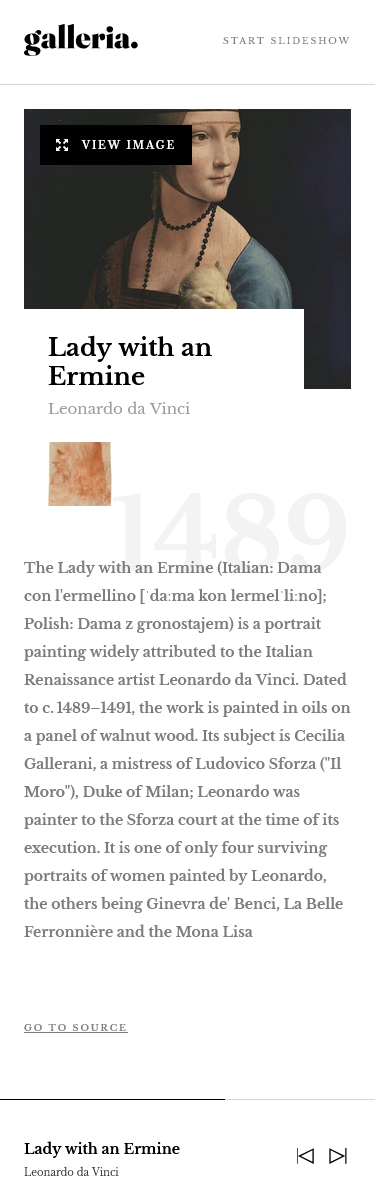 galleria.
START SLIDESHOW
VIEW IMAGE
Lady with an
Ermine
Leonardo da Vinci
1489
The Lady with an Ermine (Italian: Dama
con l'ermellino [ˈdaːma kon lermelˈliːno];
Polish: Dama z gronostajem) is a portrait
painting widely attributed to the Italian
Renaissance artist Leonardo da Vinci. Dated
to c. 1489–1491, the work is painted in oils on
a panel of walnut wood. Its subject is Cecilia
Gallerani, a mistress of Ludovico Sforza ("Il
Moro"), Duke of Milan; Leonardo was
painter to the Sforza court at the time of its
execution. It is one of only four surviving
portraits of women painted by Leonardo,
the others being Ginevra de' Benci, La Belle
Ferronnière and the Mona Lisa
GO TO SOURCE
Lady with an Ermine
Leonardo da Vinci